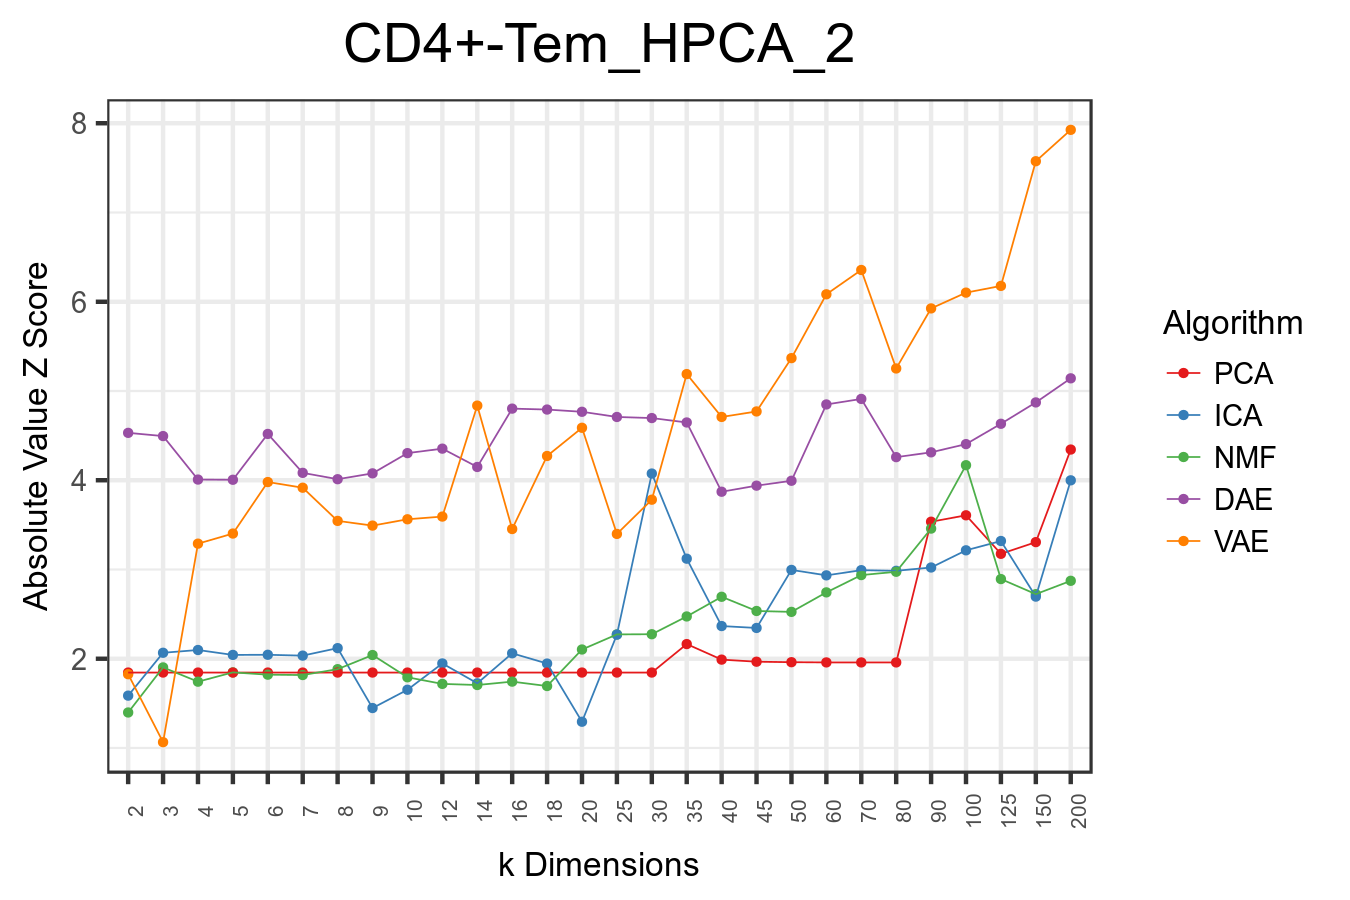 CD4+-Tem_HPCA_2
Absolute Value Z Score
8
6
4
2
2 3 4 5 6 7 8 9 10 12 14 16 18 20 25 30 35 40 45 50 60 70 80 90 100 125 150 200
k Dimensions
Algorithm
PCA
ICA
NMF
DAE
VAE